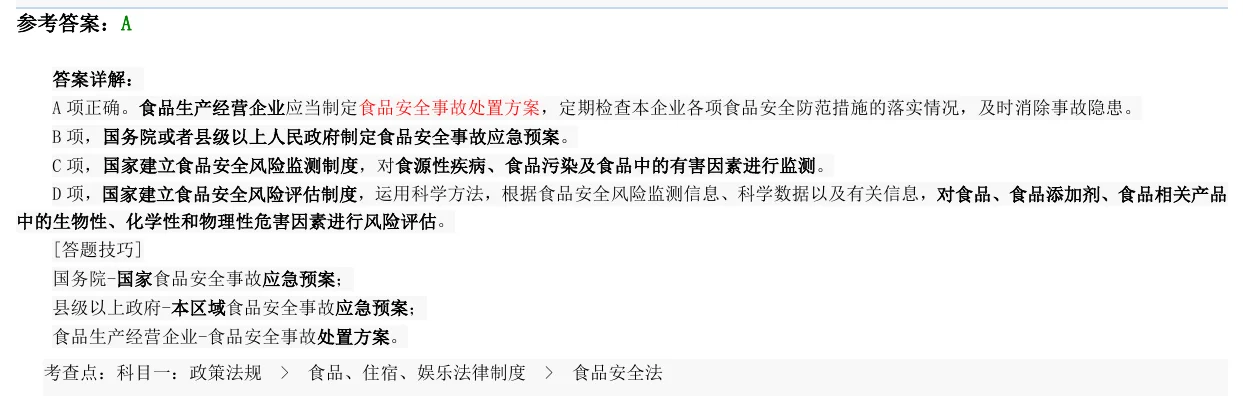 参考答案：A
答案详解：
A 项正确。食品生产经营企业应当制定食品安全事故处置方案，定期检查本企业各项食品安全防范措施的落实情况，及时消除事故隐患。
B 项，国务院或者县级以上人民政府制定食品安全事故应急预案。
C 项，国家建立食品安全风险监测制度，对食源性疾病、食品污染及食品中的有害因素进行监测。
D 项，国家建立食品安全风险评估制度，运用科学方法，根据食品安全风险监测信息、科学数据以及有关信息，对食品、食品添加剂、食品相关产品
中的生物性、化学性和物理性危害因素进行风险评估。
[答题技巧]
国务院-国家食品安全事故应急预案；
县级以上政府-本区域食品安全事故应急预案；
食品生产经营企业-食品安全事故处置方案。
考查点：科目一：政策法规 > 食品、住宿、娱乐法律制度 > 食品安全法